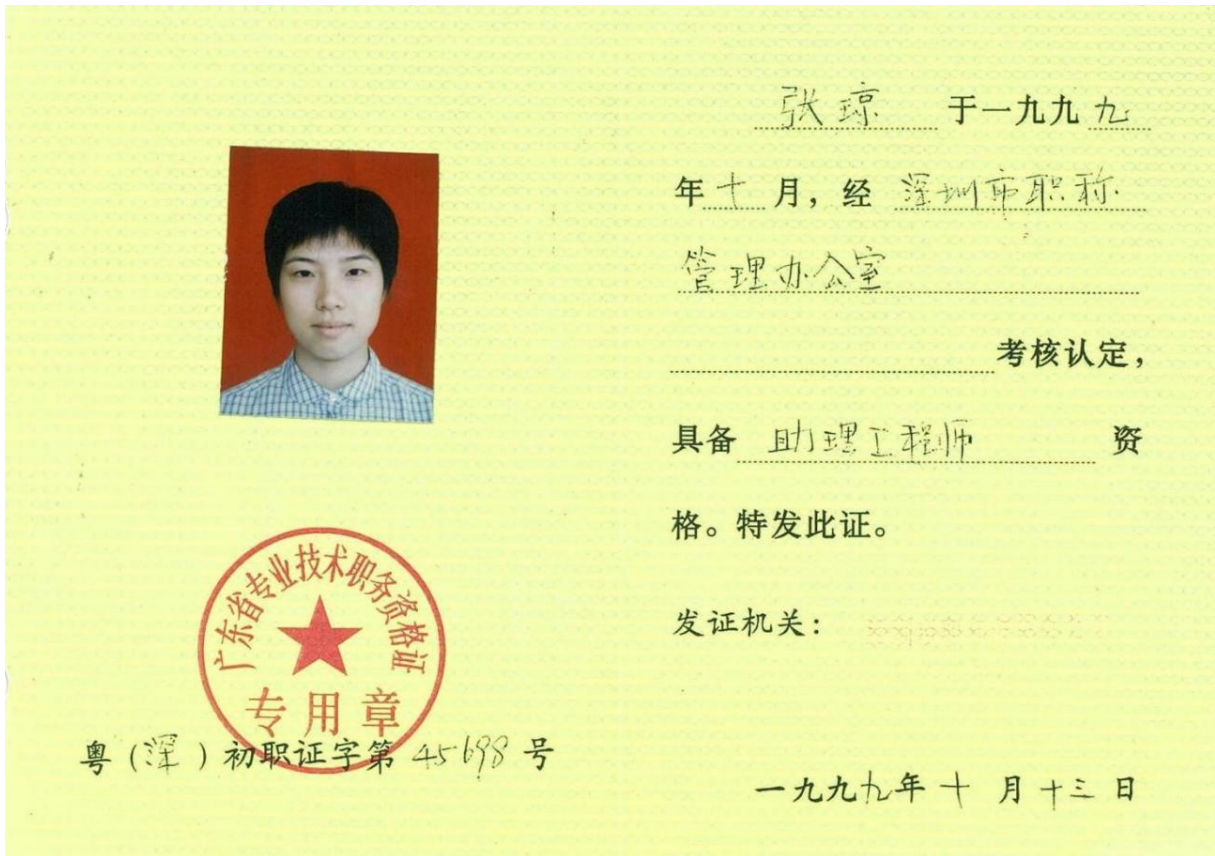 张琼 于一九九九
年十月，经 深圳市职称
管理办公室
考核认定，
具备 助理工程师 资
格。特发此证。
发证机关：
一九九九年十月十三日
广东省专业技术职务资格证
专用章
粤（深）初职证字第 45698 号